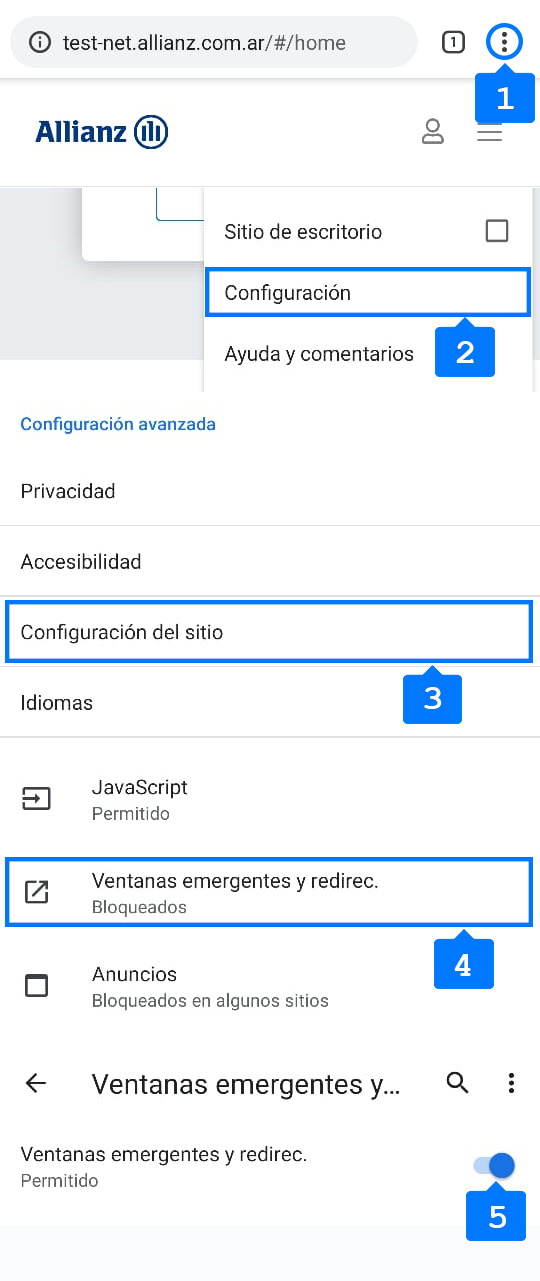 test-net.allianz.com.ar/#/home
1
1
Allianz
Sitio de escritorio
Configuración
2
Ayuda y comentarios
Configuración avanzada
Privacidad
Accesibilidad
Configuración del sitio
3
Idiomas
JavaScript
Permitido
Ventanas emergentes y redirec.
Bloqueados
4
Anuncios
Bloqueados en algunos sitios
Ventanas emergentes y...
Ventanas emergentes y redirec.
Permitido
5